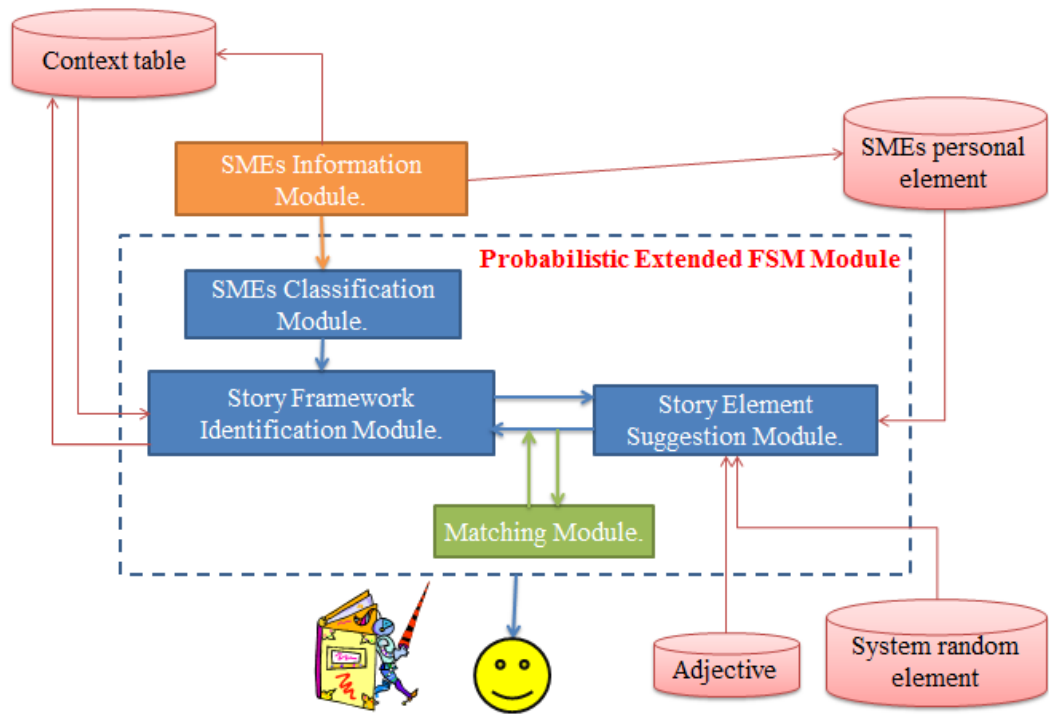 Context table
SMEs Information
Module.
SMEs personal
element
Probabilistic Extended FSM Module
SMEs Classification
Module.
Story Framework
Identification Module.
Story Element
Suggestion Module.
Matching Module.
Adjective
System random
element